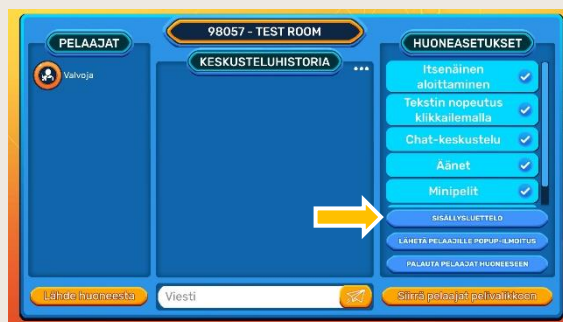 98057 - TEST ROOM
PELAAJAT
Valvoja
KESKUSTELUHISTORIA
HUONEASETUKSET
Itsenäinen
aloittaminen
Tekstin nopeutus
klikkailemalla
Chat-keskustelu
Äänet
Minipelit
SISÄLLYSLUETTELO
LÄHETÄ PELAAJILLE POPUP-ILMOITUS
PALAUTA PELAAJAT HUONEESEEN
Lähde huoneesta
Viesti
Siirrä pelaajat pelivalikkoon